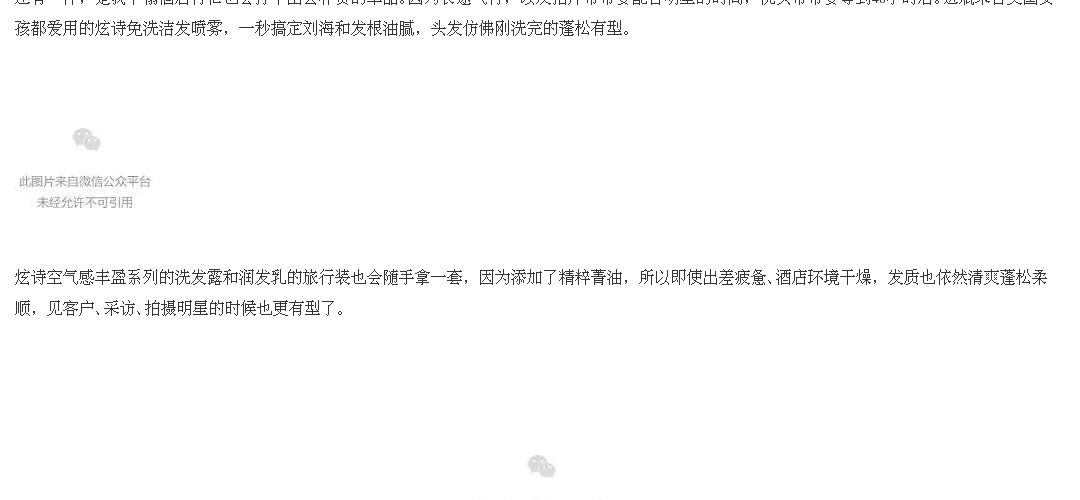 孩都爱用的炫诗免洗洁发喷雾，一秒搞定刘海和发根油腻，头发仿佛刚洗完的蓬松有型。
此图片来自微信公众平台
未经允许不可引用
炫诗空气感丰盈系列的洗发露和润发乳的旅行装也会随手拿一套，因为添加了精粹菁油，所以即使出差疲惫、酒店环境干燥，发质也依然清爽蓬松柔
顺，见客户、采访、拍摄明星的时候也更有型了。